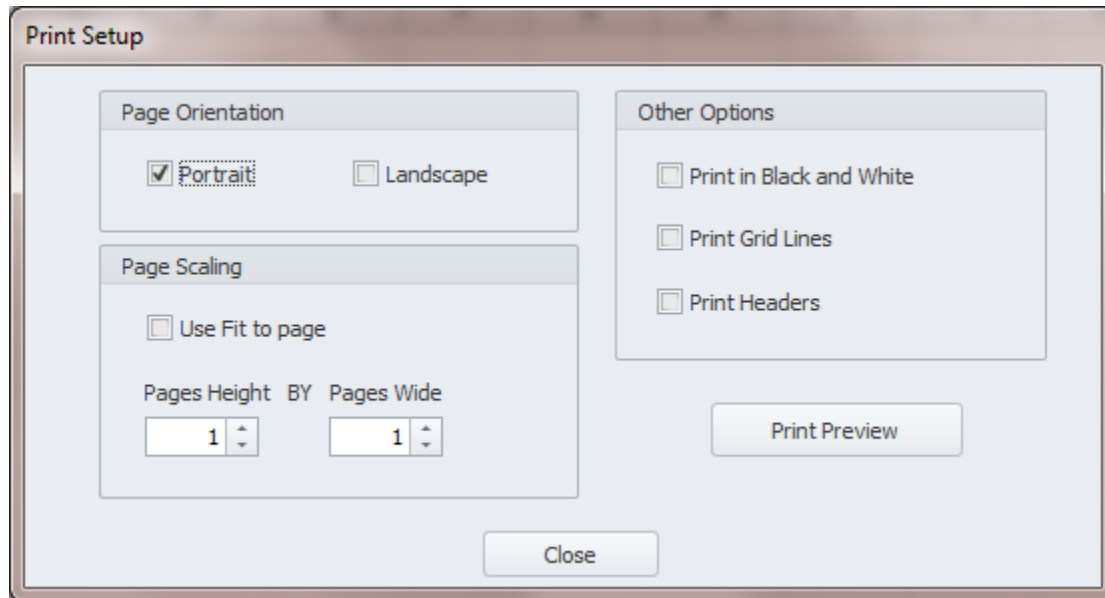 Print Setup
Page Orientation
Portrait
Landscape
Page Scaling
Use Fit to page
Pages Height BY Pages Wide
1 1
Other Options
Print in Black and White
Print Grid Lines
Print Headers
Print Preview
Close